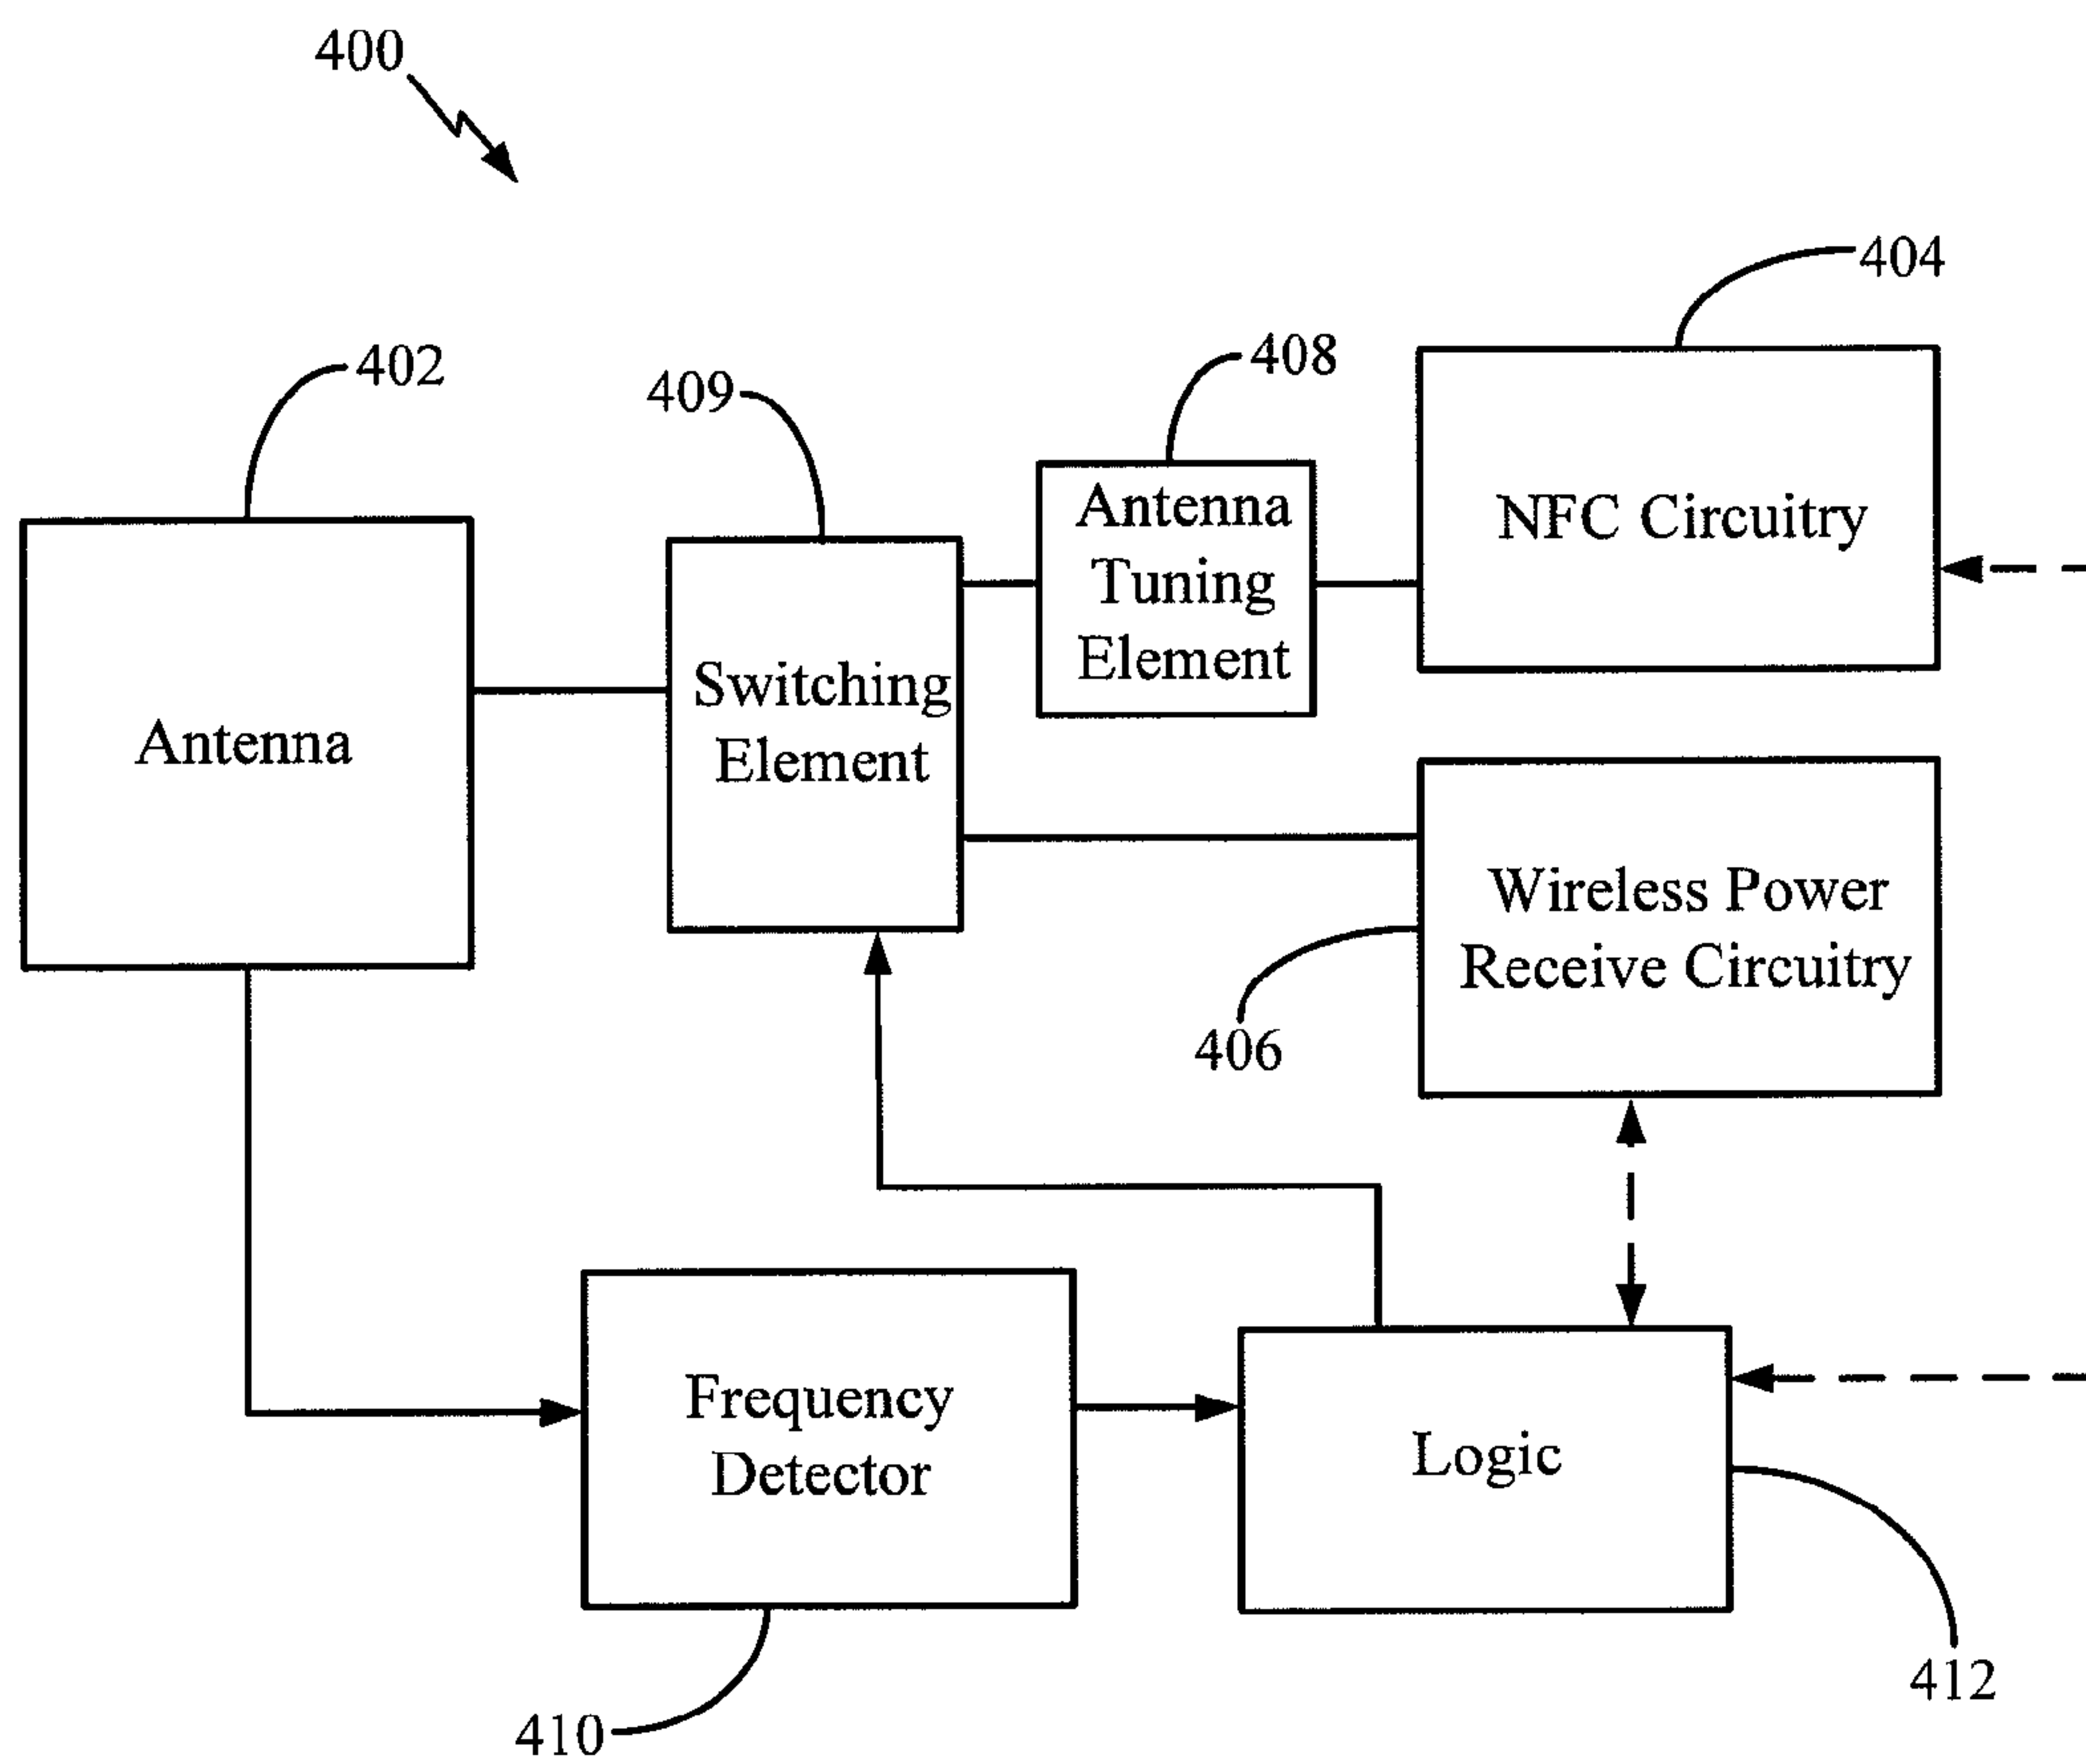 400
404
408
402
409
Antenna
Tuning
Element
NFC Circuitry
Switching
Element
Antenna
Wireless Power
Receive Circuitry
406
Frequency
Detector
Logic
412
410